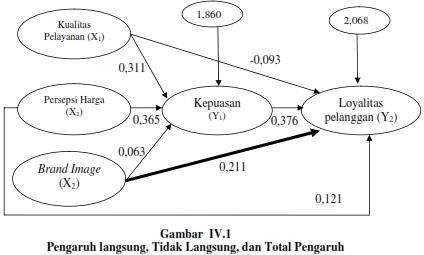 Kualitas
Pelayanan (X₁)
1,860
2,068
-0,093
0,311
Persepsi Harga
(X₂)
0,365
Kepuasan
(Y₁)
0,376
Loyalitas
pelanggan (Y₂)
0,063
Brand Image
(X₂)
0,211
0,121
Gambar IV.1
Pengaruh langsung, Tidak Langsung, dan Total Pengaruh